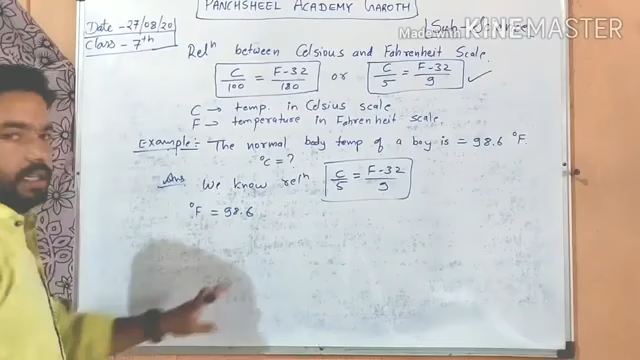 PANCHSHEEL ACADEMY GAROTH
Date - 27/08/20
Class - 7th
Made with KINEMASTER
Relⁿ between Celsious and Fahrenheit Scale.
C/100 = F-32/180 or C/5 = F-32/9 ✓
C → temp. in Celsius scale
F → temperature in Fahrenheit scale.
Example:- The normal body temp of a boy is = 98.6 °F.
°C = ?
Ans We know relⁿ C/5 = F-32/9
°F = 98.6